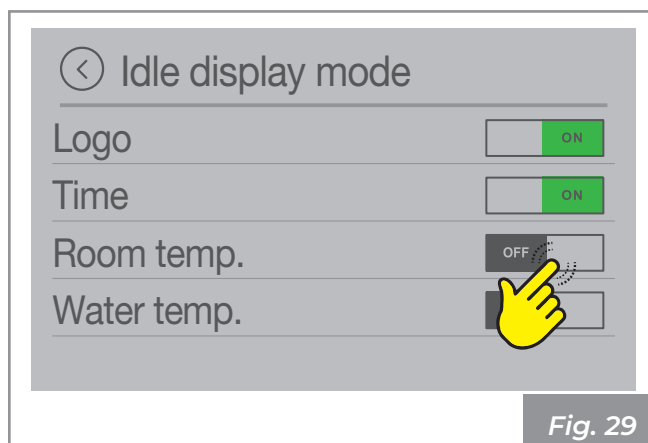 Idle display mode
Logo ON
Time ON
Room temp. OFF
Water temp.
Fig. 29